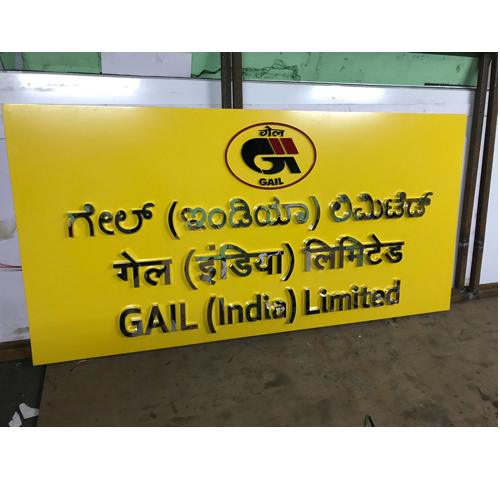 गेल
GAIL
ಗೇಲ್ (ಇಂಡಿಯಾ) ಲಿಮಿಟೆಡ್
गेल (इंडिया) लिमिटेड
GAIL (India) Limited